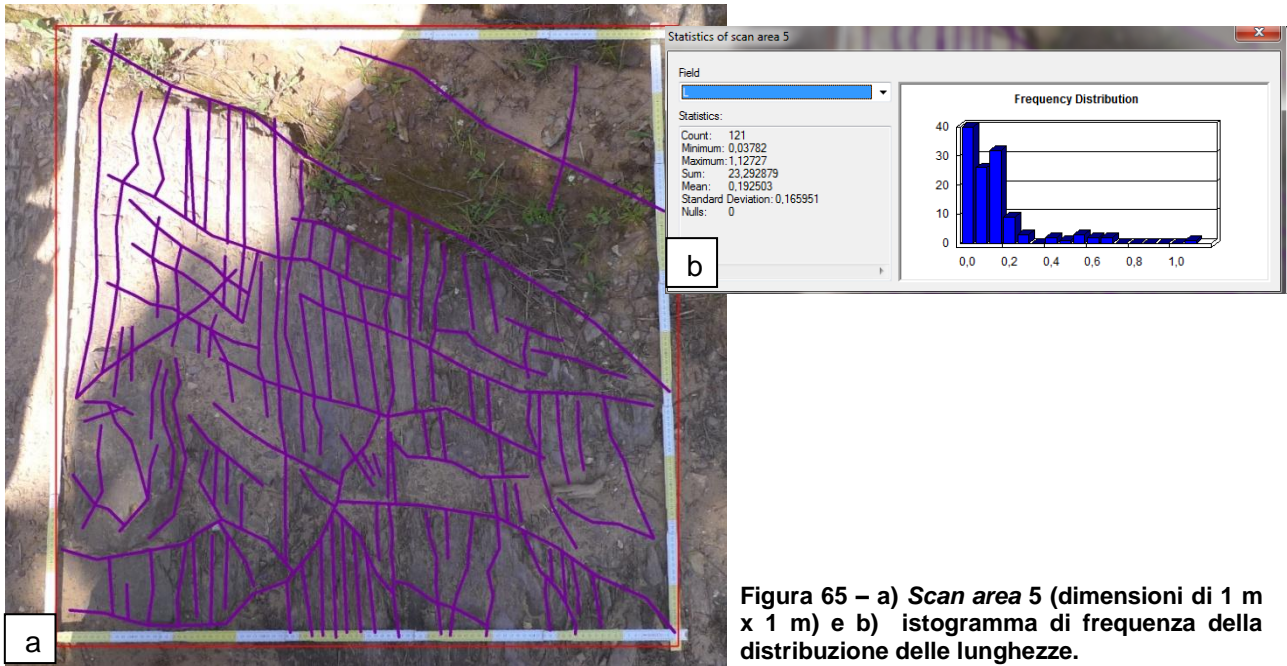 Statistics of scan area 5
Field
L
Statistics:
Count: 121
Minimum: 0,03782
Maximum: 1,12727
Sum: 23,292879
Mean: 0,192503
Standard Deviation: 0,165951
Nulls: 0
Frequency Distribution
40
30
20
10
0
0,0 0,2 0,4 0,6 0,8 1,0
b
a
Figura 65 – a) Scan area 5 (dimensioni di 1 m
x 1 m) e b) istogramma di frequenza della
distribuzione delle lunghezze.